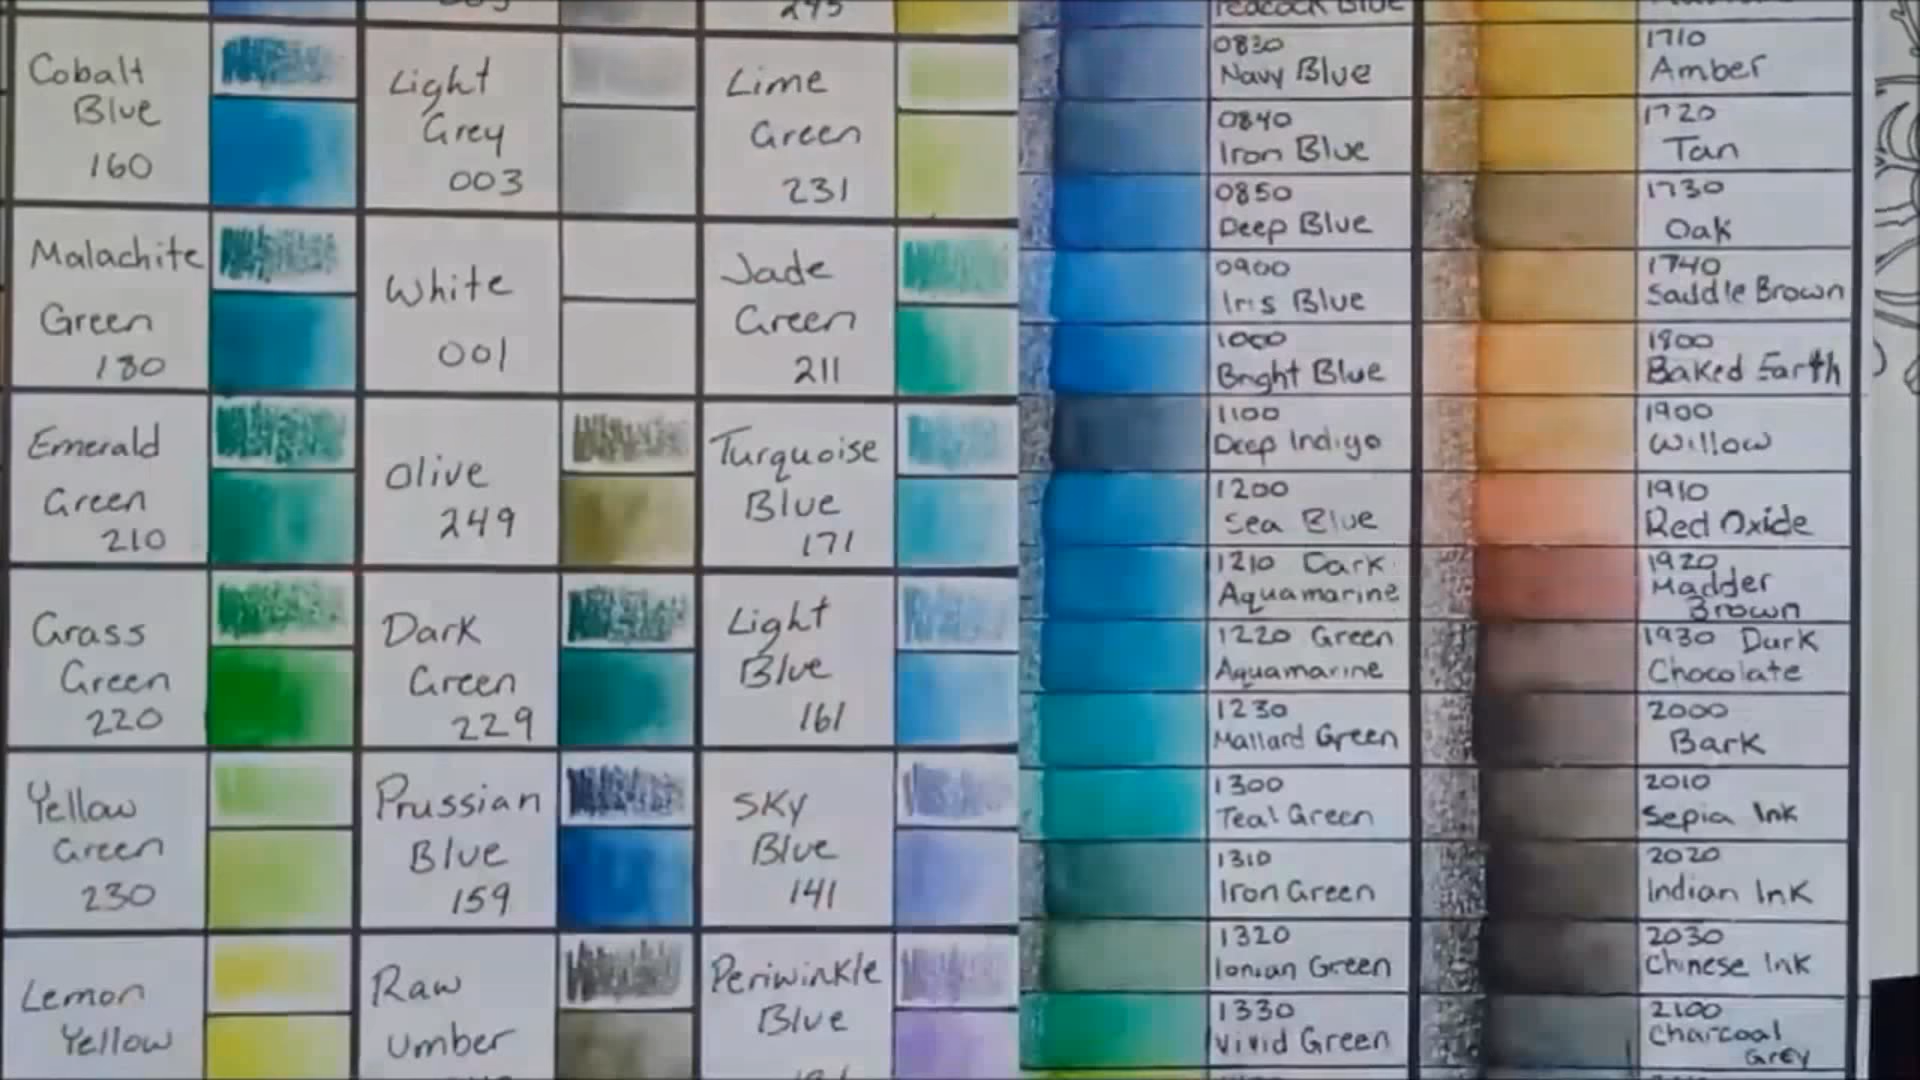 Cobalt
Blue
160
Malachite
Green
180
Emerald
Green
210
Grass
Green
220
Yellow
Green
230
Lemon
Yellow
Light
Grey
003
White
001
Olive
249
Dark
Green
229
Prussian
Blue
159
Raw
Umber
Lime
Green
231
Jade
Green
211
Turquoise
Blue
171
Light
Blue
161
Sky
Blue
141
Periwinkle
Blue
Peacock Blue
0830
Navy Blue
0840
Iron Blue
0850
Deep Blue
0900
Iris Blue
1000
Bright Blue
1100
Deep Indigo
1200
Sea Blue
1210 Dark
Aquamarine
1220 Green
Aquamarine
1230
Mallard Green
1300
Teal Green
1310
Iron Green
1320
Ionian Green
1330
Vivid Green
1710
Amber
1720
Tan
1730
Oak
1740
Saddle Brown
1800
Baked Earth
1900
Willow
1910
Red Oxide
1920
Madder
Brown
1930 Dark
Chocolate
2000
Bark
2010
Sepia Ink
2020
Indian Ink
2030
Chinese Ink
2100
Charcoal
Grey